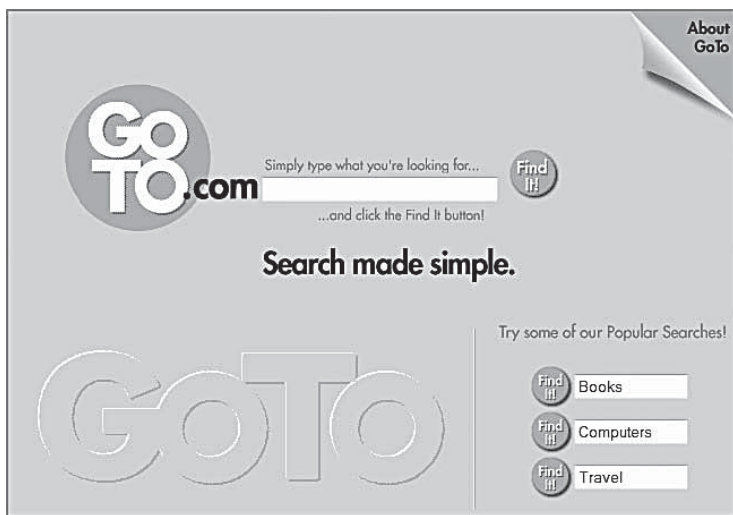 About
GoTo
GO
TO.com
Simply type what you're looking for...
Find
It!
...and click the Find It button!
Search made simple.
GoTo
Try some of our Popular Searches!
Find
It!
Books
Find
It!
Computers
Find
It!
Travel